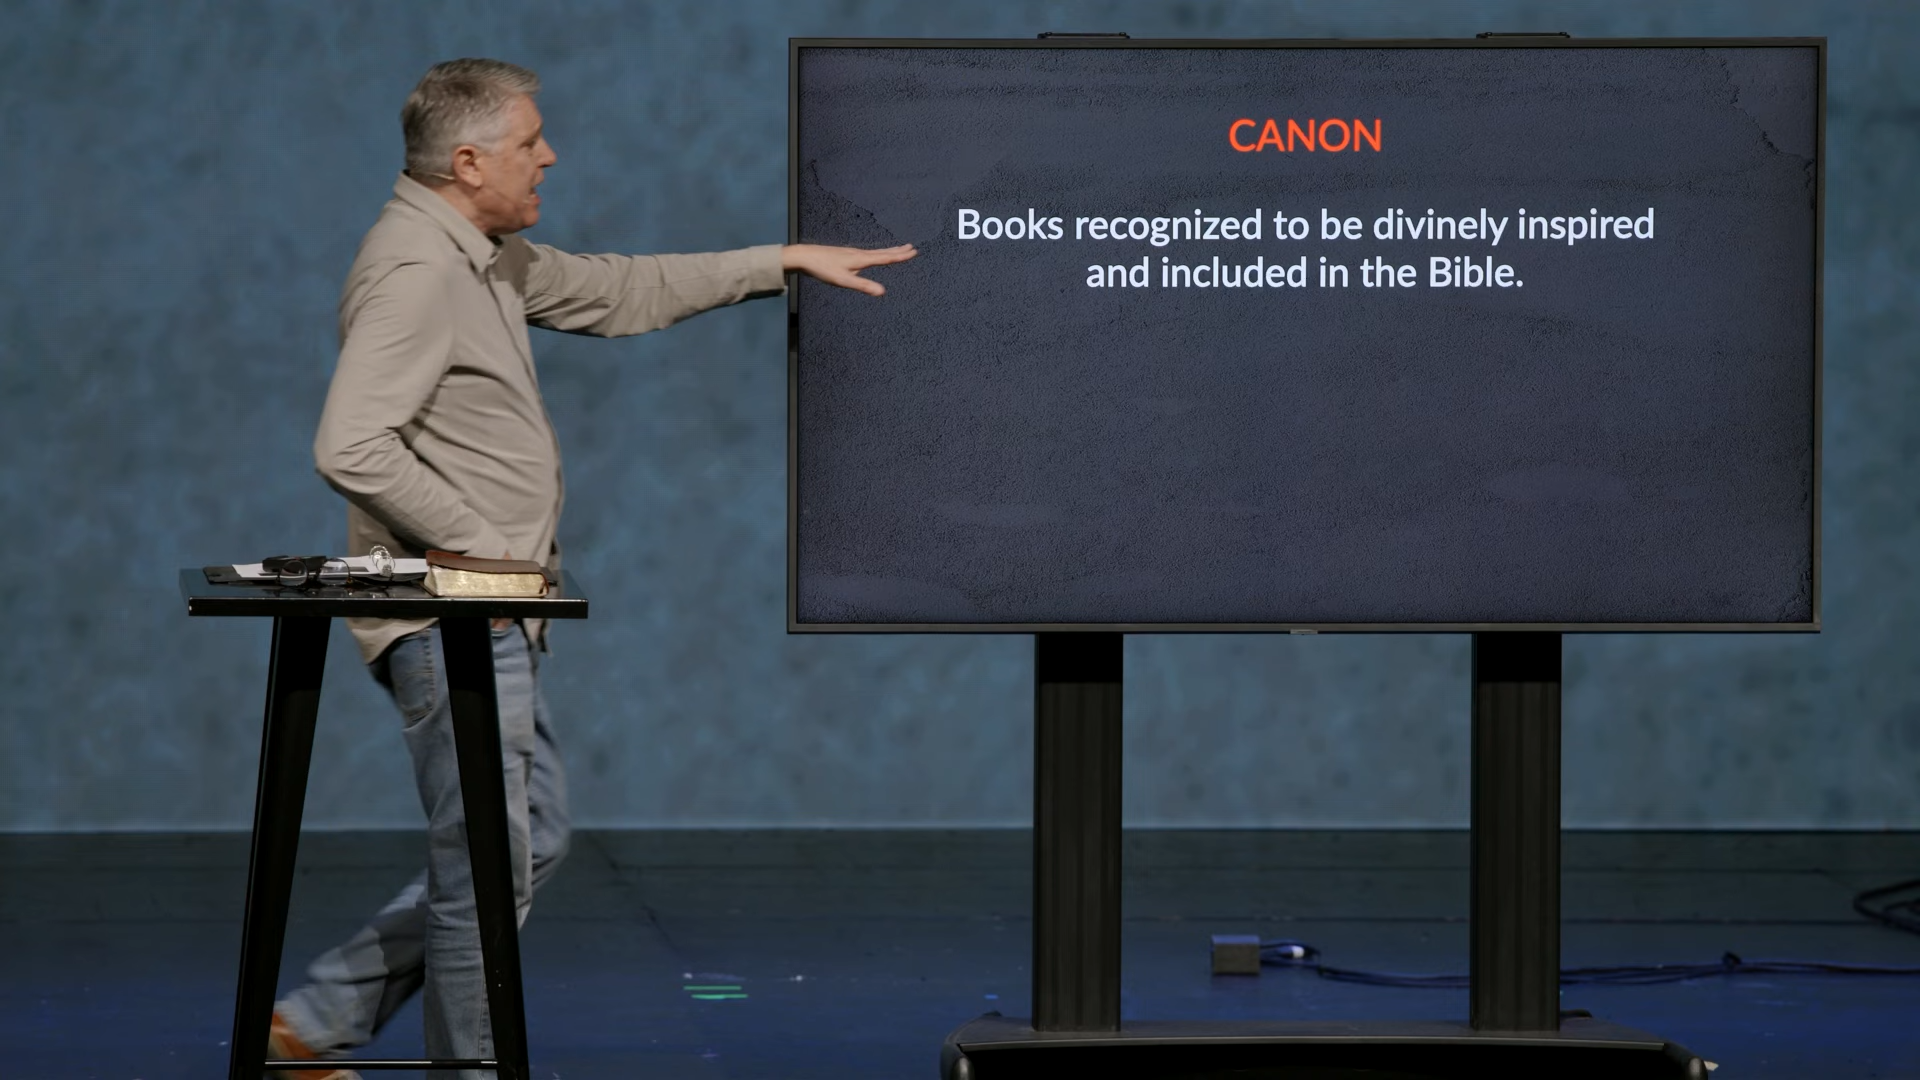 CANON
Books recognized to be divinely inspired
and included in the Bible.